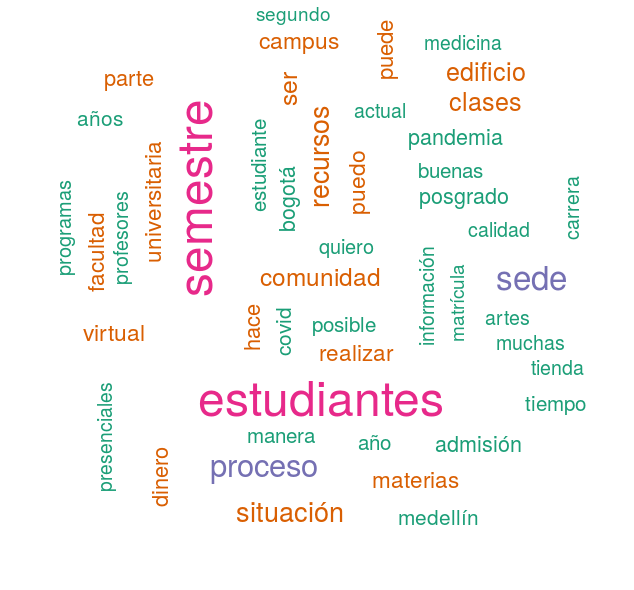 segundo
campus
puede
medicina
parte
ser
edificio
clases
años
semestre
estudiante
recursos
actual
pandemia
universitaria
bogotá
puedo
buenas
posgrado
carrera
programas
facultad
profesores
calidad
quiero
comunidad
información
matrícula
sede
virtual
hace
covid
posible
realizar
artes
muchas
tienda
estudiantes
tiempo
presenciales
manera
año
admisión
dinero
proceso
materias
situación
medellín